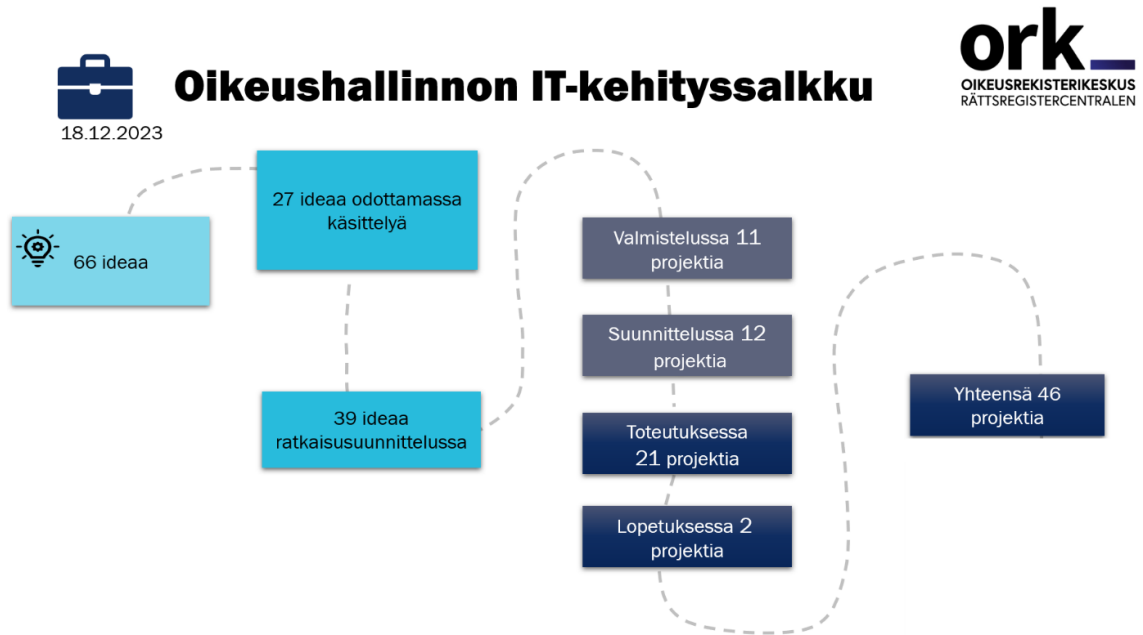 Oikeushallinnon IT-kehityssalkku
ork_
OIKEUSREKISTERIKESKUS
RÄTTSREGISTERCENTRALEN
18.12.2023
66 ideaa
27 ideaa odottamassa
käsittelyä
39 ideaa
ratkaisusuunnittelussa
Valmistelussa 11
projektia
Suunnittelussa 12
projektia
Toteutuksessa
21 projektia
Lopetuksessa 2
projektia
Yhteensä 46
projektia